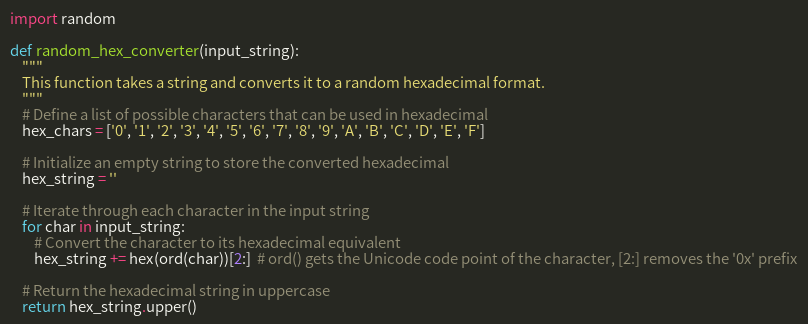 import random
def random_hex_converter(input_string):
"""
This function takes a string and converts it to a random hexadecimal format.
"""
# Define a list of possible characters that can be used in hexadecimal
hex_chars = ['0', '1', '2', '3', '4', '5', '6', '7', '8', '9', 'A', 'B', 'C', 'D', 'E', 'F']
# Initialize an empty string to store the converted hexadecimal
hex_string = ''
# Iterate through each character in the input string
for char in input_string:
# Convert the character to its hexadecimal equivalent
hex_string += hex(ord(char))[2:]  # ord() gets the Unicode code point of the character, [2:] removes the '0x' prefix
# Return the hexadecimal string in uppercase
return hex_string.upper()